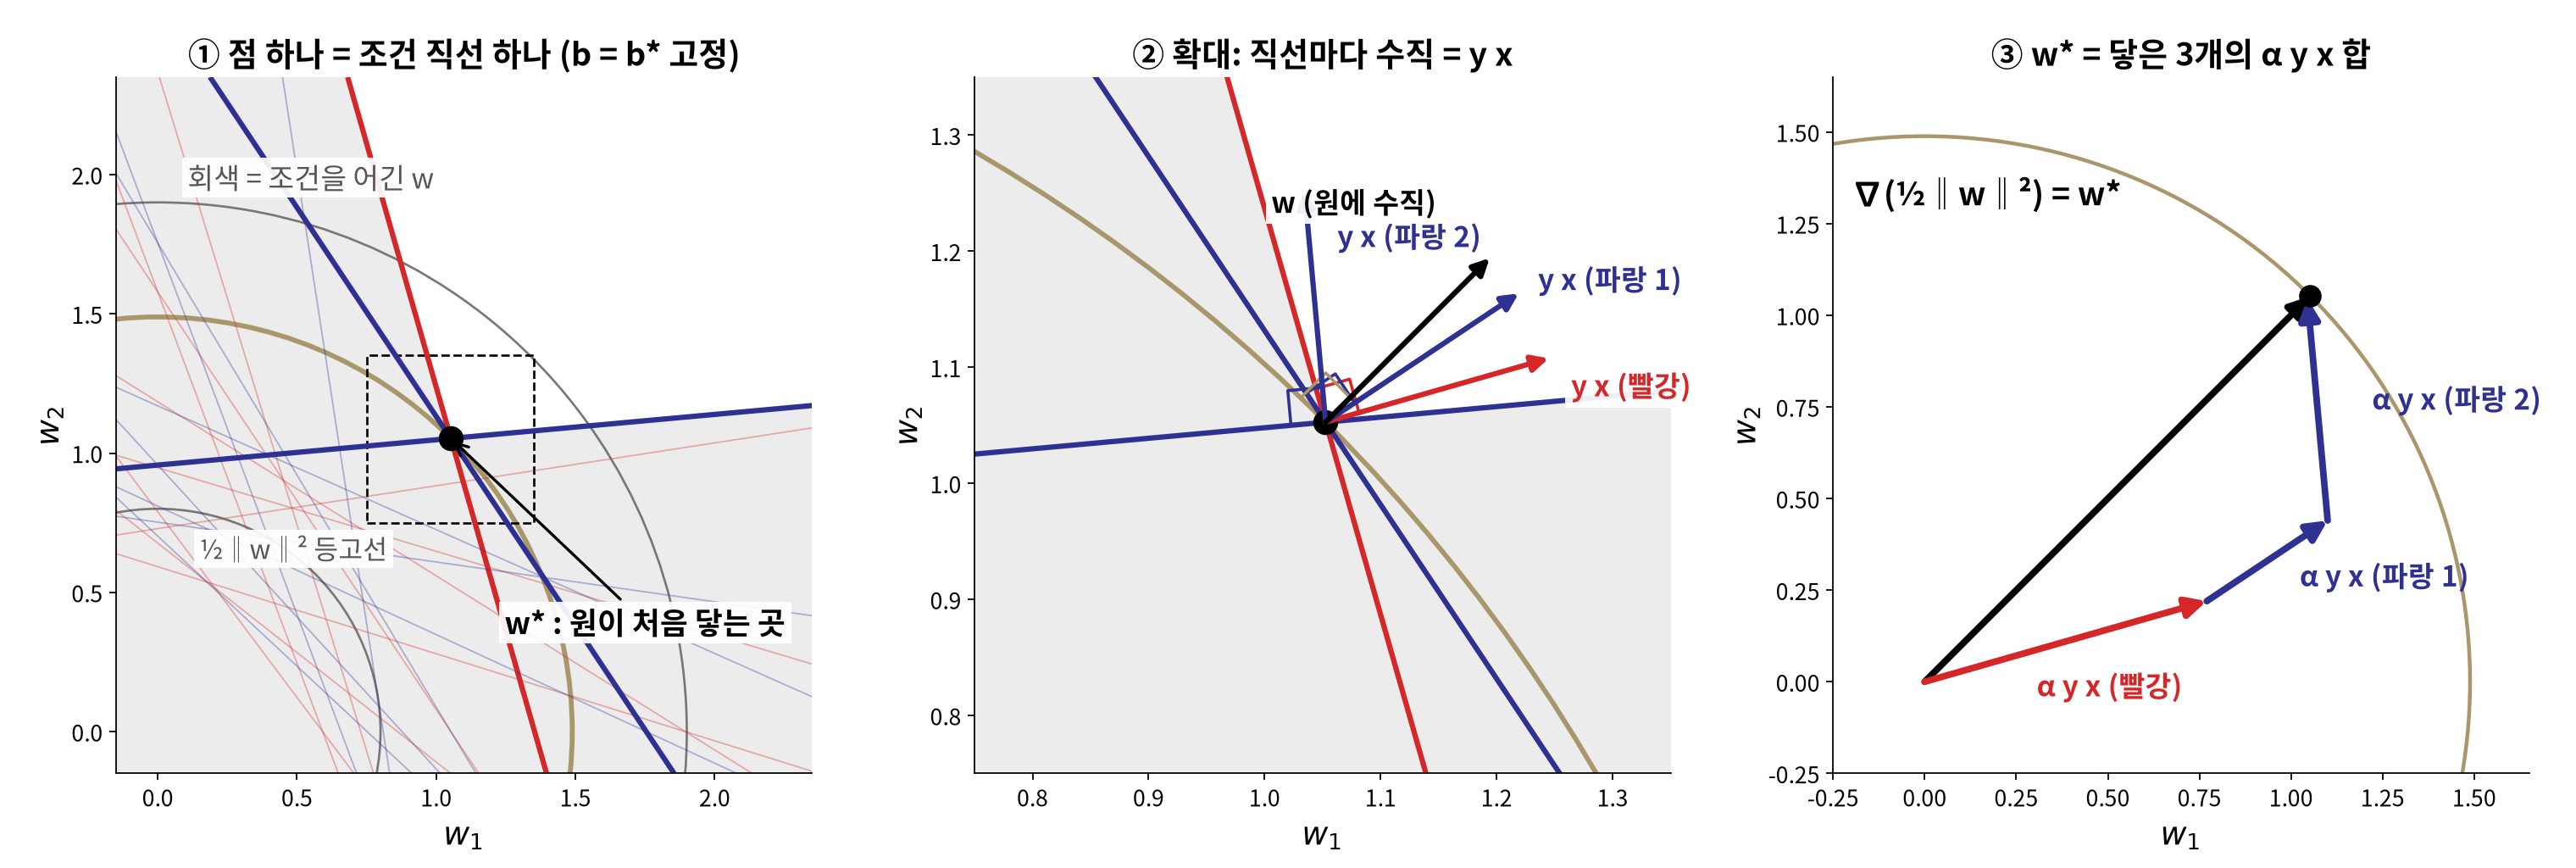 ① 점 하나 = 조건 직선 하나 (b = b* 고정)
회색 = 조건을 어긴 w
½ ‖ w ‖ ² 등고선
w* : 원이 처음 닿는 곳
w₂
2.0
1.5
1.0
0.5
0.0
0.0 0.5 1.0 1.5 2.0
w₁
② 확대: 직선마다 수직 = y x
w (원에 수직)
y x (파랑 2)
y x (파랑 1)
y x (빨강)
w₂
1.3
1.2
1.1
1.0
0.9
0.8
0.8 0.9 1.0 1.1 1.2 1.3
w₁
③ w* = 닿은 3개의 α y x 합
∇ (½ ‖ w ‖ ²) = w*
α y x (파랑 2)
α y x (파랑 1)
α y x (빨강)
w₂
1.50
1.25
1.00
0.75
0.50
0.25
0.00
-0.25
-0.25 0.00 0.25 0.50 0.75 1.00 1.25 1.50
w₁